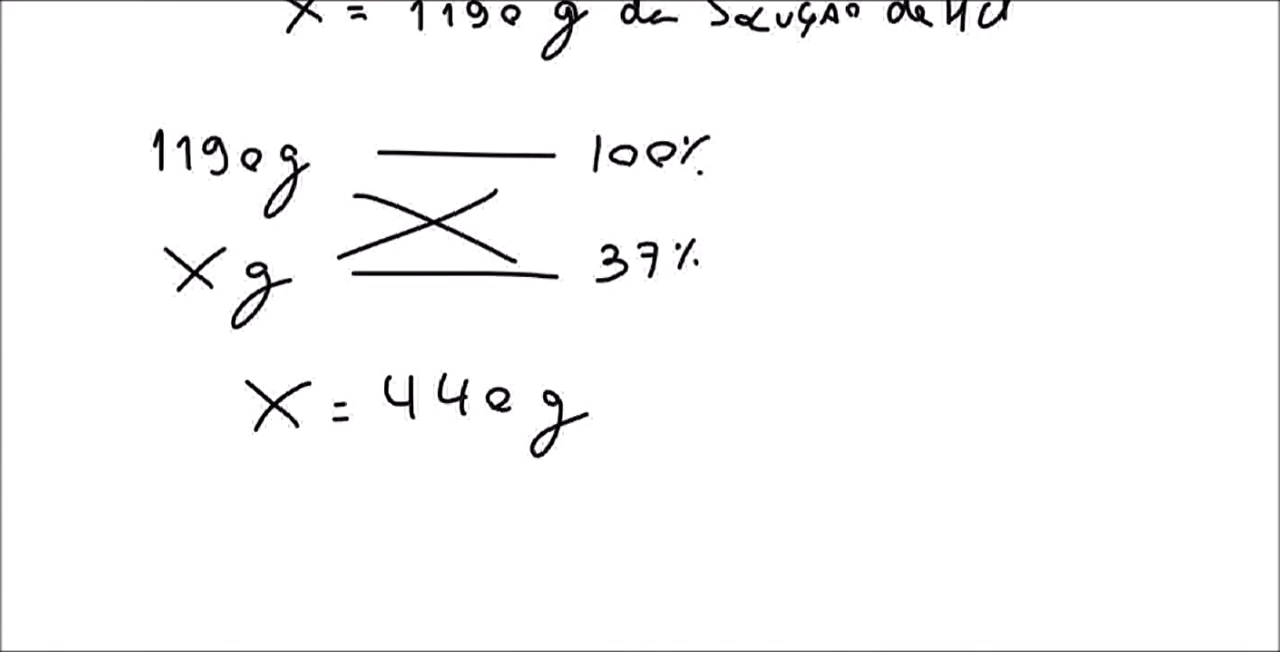 X = 1190 g da solução de HCl
1190g 100%
X g 37%
X = 440 g